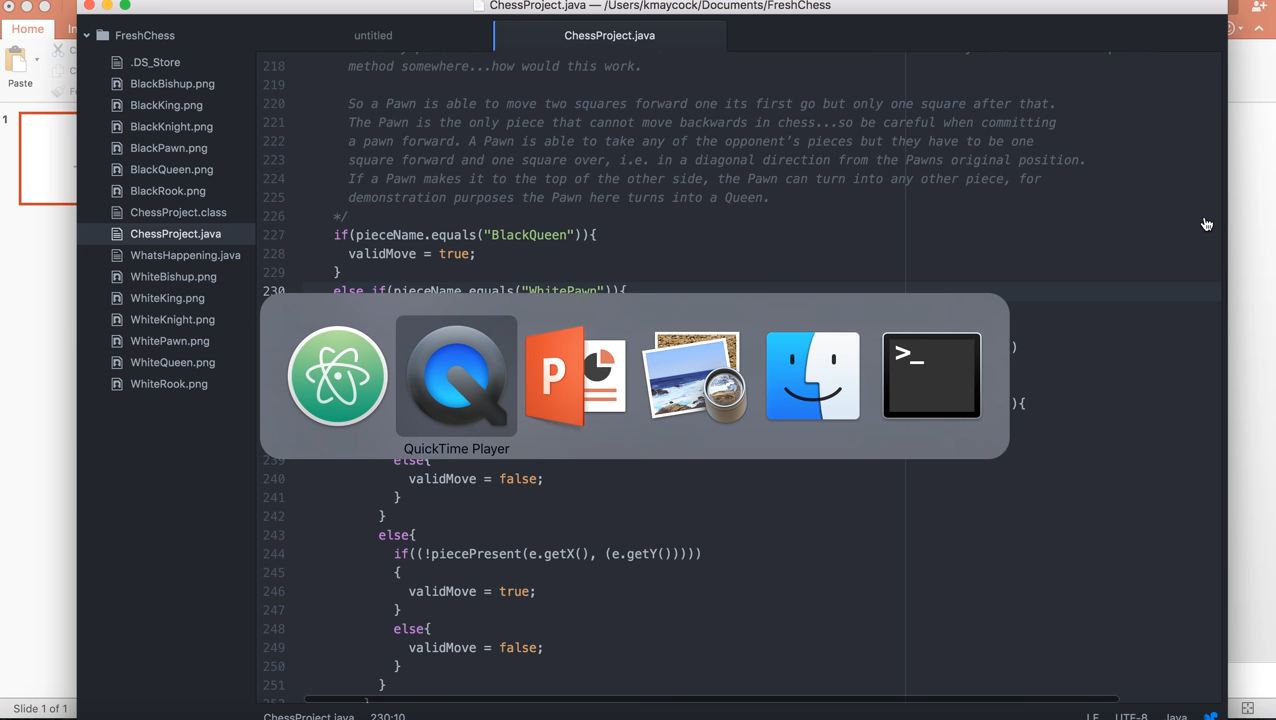 ChessProject.java — /Users/kmaycock/Documents/FreshChess
Home
Paste
1
FreshChess
.DS_Store
BlackBishup.png
BlackKing.png
BlackKnight.png
BlackPawn.png
BlackQueen.png
BlackRook.png
ChessProject.class
ChessProject.java
WhatsHappening.java
WhiteBishup.png
WhiteKing.png
WhiteKnight.png
WhitePawn.png
WhiteQueen.png
WhiteRook.png
untitled
ChessProject.java
218 method somewhere...how would this work.
219
220 So a Pawn is able to move two squares forward one its first go but only one square after that.
221 The Pawn is the only piece that cannot move backwards in chess...so be careful when committing
222 a pawn forward. A Pawn is able to take any of the opponent's pieces but they have to be one
223 square forward and one square over, i.e. in a diagonal direction from the Pawns original position.
224 If a Pawn makes it to the top of the other side, the Pawn can turn into any other piece, for
225 demonstration purposes the Pawn here turns into a Queen.
226 */
227 if(pieceName.equals("BlackQueen")){
228 validMove = true;
229 }
230 else if(pieceName.equals("WhitePawn")){
)
){
QuickTime Player
239 else{
240 validMove = false;
241 }
242 }
243 else{
244 if((!piecePresent(e.getX(), (e.getY()))))
245 {
246 validMove = true;
247 }
248 else{
249 validMove = false;
250 }
251 }
252 }
ChessProject.java 230:10
LF UTF-8 Java
Slide 1 of 1